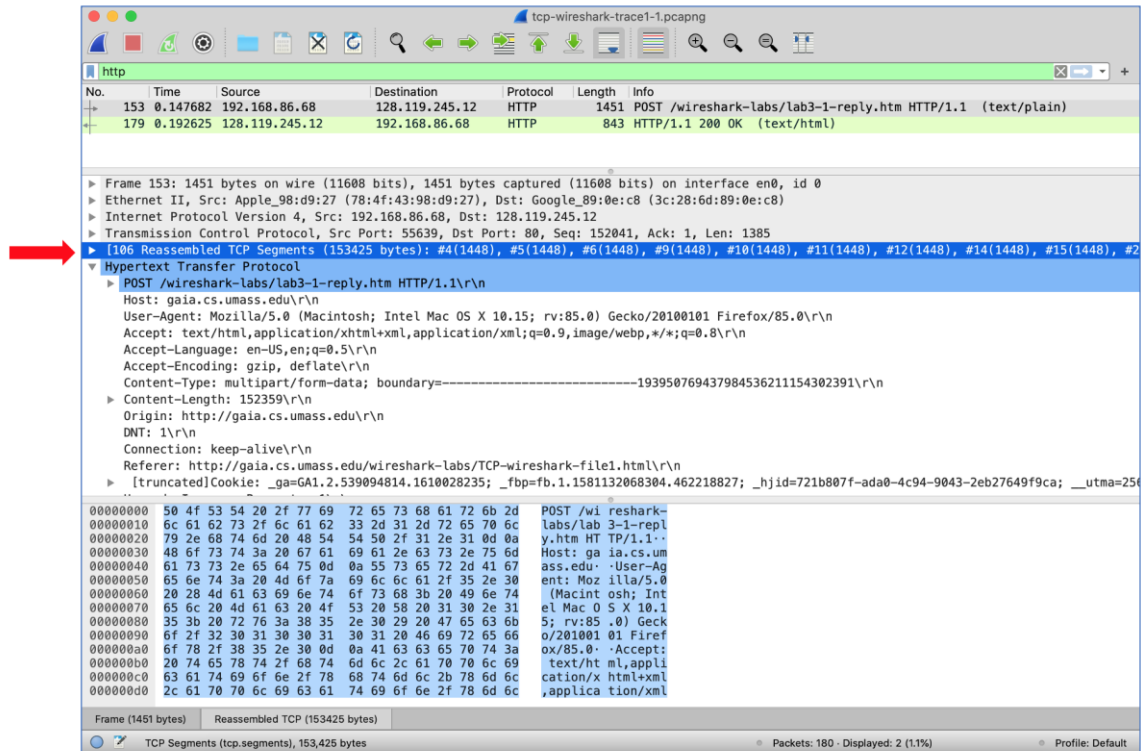 tcp-wireshark-trace1-1.pcapng
http
No. Time Source Destination Protocol Length Info
153 0.147682 192.168.86.68 128.119.245.12 HTTP 1451 POST /wireshark-labs/lab3-1-reply.htm HTTP/1.1 (text/plain)
179 0.192625 128.119.245.12 192.168.86.68 HTTP 843 HTTP/1.1 200 OK (text/html)
Frame 153: 1451 bytes on wire (11608 bits), 1451 bytes captured (11608 bits) on interface en0, id 0
Ethernet II, Src: Apple_98:d9:27 (78:4f:43:98:d9:27), Dst: Google_89:0e:c8 (3c:28:6d:89:0e:c8)
Internet Protocol Version 4, Src: 192.168.86.68, Dst: 128.119.245.12
Transmission Control Protocol, Src Port: 55639, Dst Port: 80, Seq: 152041, Ack: 1, Len: 1385
[106 Reassembled TCP Segments (153425 bytes): #4(1448), #5(1448), #6(1448), #9(1448), #10(1448), #11(1448), #12(1448), #14(1448), #15(1448), #2
Hypertext Transfer Protocol
POST /wireshark-labs/lab3-1-reply.htm HTTP/1.1\r\n
Host: gaia.cs.umass.edu\r\n
User-Agent: Mozilla/5.0 (Macintosh; Intel Mac OS X 10.15; rv:85.0) Gecko/20100101 Firefox/85.0\r\n
Accept: text/html,application/xhtml+xml,application/xml;q=0.9,image/webp,*/*;q=0.8\r\n
Accept-Language: en-US,en;q=0.5\r\n
Accept-Encoding: gzip, deflate\r\n
Content-Type: multipart/form-data; boundary=---------------------------193950769437984536211154302391\r\n
Content-Length: 152359\r\n
Origin: http://gaia.cs.umass.edu\r\n
DNT: 1\r\n
Connection: keep-alive\r\n
Referer: http://gaia.cs.umass.edu/wireshark-labs/TCP-wireshark-file1.html\r\n
[truncated]Cookie: _ga=GA1.2.539094814.1610028235; _fbp=fb.1.1581132068304.462218827; _hjid=721b807f-ada0-4c94-9043-2eb27649f9ca; __utma=256
00000000 50 4f 53 54 20 2f 77 69 72 65 73 68 61 72 6b 2d POST /wi reshark-
00000010 6c 61 62 73 2f 6c 61 62 33 2d 31 2d 72 65 70 6c labs/lab 3-1-repl
00000020 79 2e 68 74 6d 20 48 54 54 50 2f 31 2e 31 0d 0a y.htm HT TP/1.1··
00000030 48 6f 73 74 3a 20 67 61 69 61 2e 63 73 2e 75 6d Host: ga ia.cs.um
00000040 61 73 73 2e 65 64 75 0d 0a 55 73 65 72 2d 41 67 ass.edu· ·User-Ag
00000050 65 6e 74 3a 20 4d 6f 7a 69 6c 6c 61 2f 35 2e 30 ent: Moz illa/5.0
00000060 20 28 4d 61 63 69 6e 74 6f 73 68 3b 20 49 6e 74 (Macint osh; Int
00000070 65 6c 20 4d 61 63 20 4f 53 20 58 20 31 30 2e 31 el Mac O S X 10.1
00000080 35 3b 20 72 76 3a 38 35 2e 30 29 20 47 65 63 6b 5; rv:85 .0) Geck
00000090 6f 2f 32 30 31 30 30 31 30 31 20 46 69 72 65 66 o/201001 01 Firef
000000a0 6f 78 2f 38 35 2e 30 0d 0a 41 63 63 65 70 74 3a ox/85.0· ·Accept:
000000b0 20 74 65 78 74 2f 68 74 6d 6c 2c 61 70 70 6c 69 text/ht ml,appli
000000c0 63 61 74 69 6f 6e 2f 78 68 74 6d 6c 2b 78 6d 6c cation/x html+xml
000000d0 2c 61 70 70 6c 69 63 61 74 69 6f 6e 2f 78 6d 6c ,applica tion/xml
Frame (1451 bytes) Reassembled TCP (153425 bytes)
TCP Segments (tcp.segments), 153,425 bytes Packets: 180 · Displayed: 2 (1.1%) Profile: Default